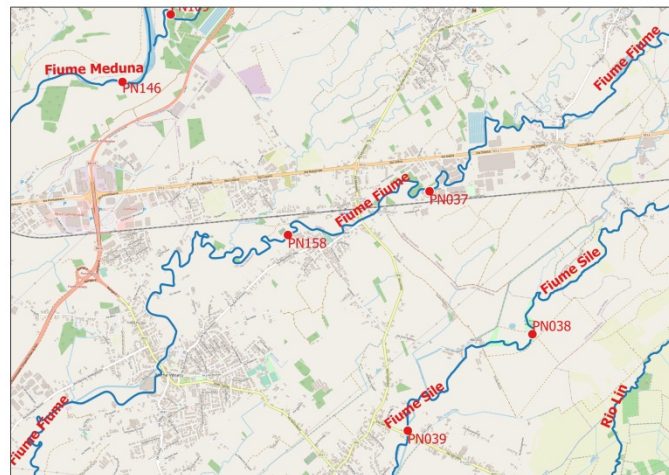 Fiume Meduna
PN146
Fiume Fiume
Fiume Fiume
PN037
PN158
Fiume Sile
PN038
Fiume Sile
PN039
Fiume Fiume
Rio Lin